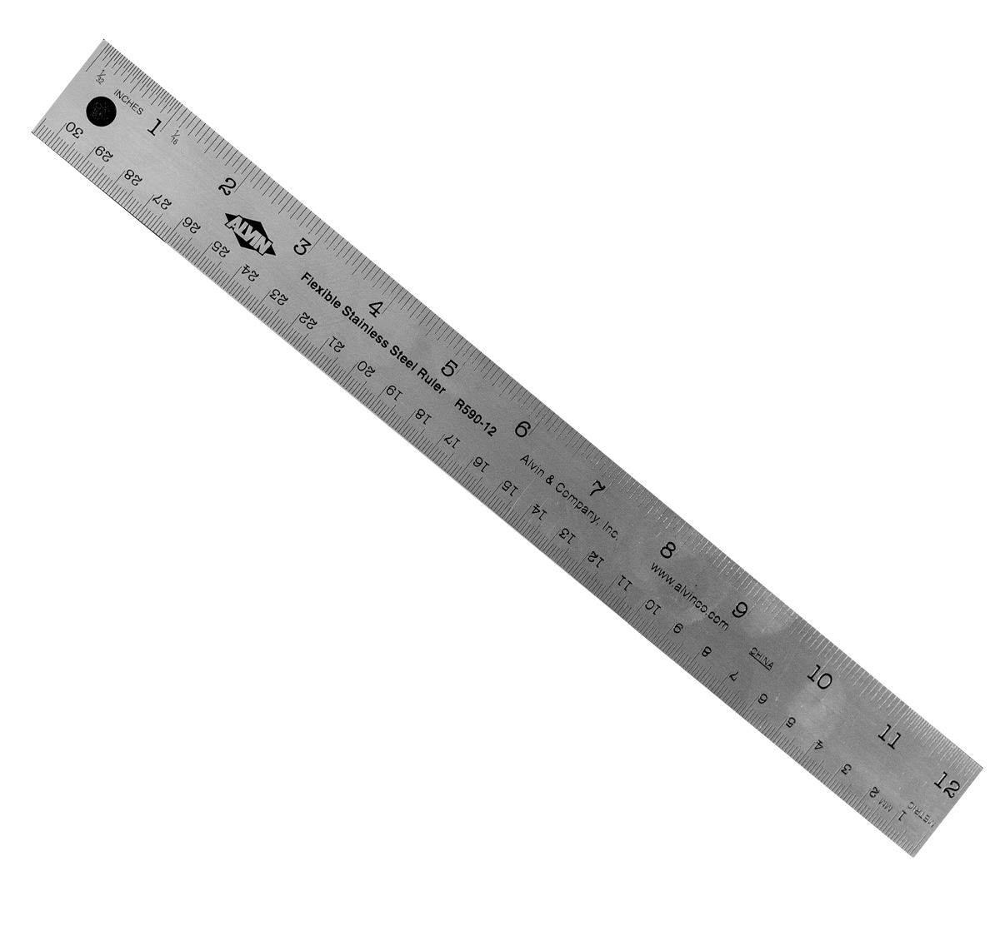 1/32
INCHES
1 1/16 2 3 4 5 6 7 8 9 10 11 12
ALVIN
Flexible Stainless Steel Ruler R590-12
Alvin & Company, Inc.
www.alvinco.com
CHINA
METRIC
MM
1 2 3 4 5 6 7 8 9 10 11 12 13 14 15 16 17 18 19 20 21 22 23 24 25 26 27 28 29 30